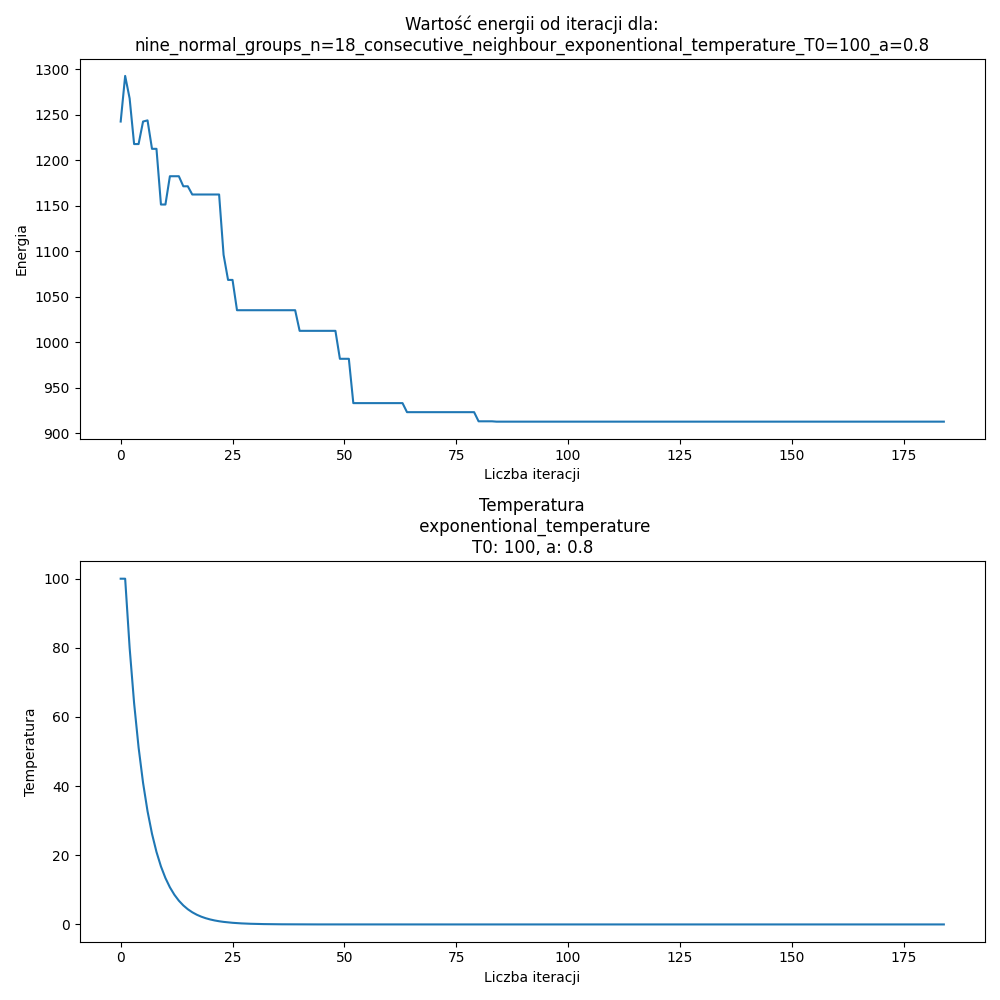 Wartość energii od iteracji dla:
nine_normal_groups_n=18_consecutive_neighbour_exponentional_temperature_T0=100_a=0.8
1300
1250
1200
1150
1100
1050
1000
950
900
Energia
0 25 50 75 100 125 150 175
Liczba iteracji
Temperatura
exponentional_temperature
T0: 100, a: 0.8
100
80
60
40
20
0
Temperatura
0 25 50 75 100 125 150 175
Liczba iteracji